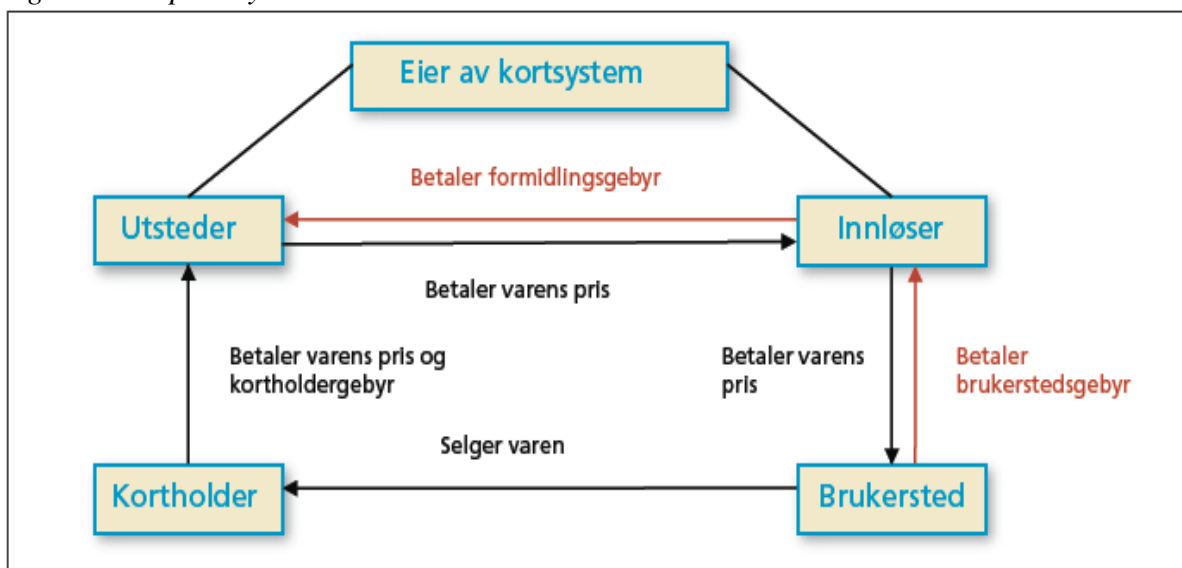 Eier av kortsystem
Betaler formidlingsgebyr
Utsteder
Innløser
Betaler varens pris
Betaler varens pris og
kortholdergebyr
Betaler varens
pris
Betaler
brukerstedsgebyr
Selger varen
Kortholder
Brukersted